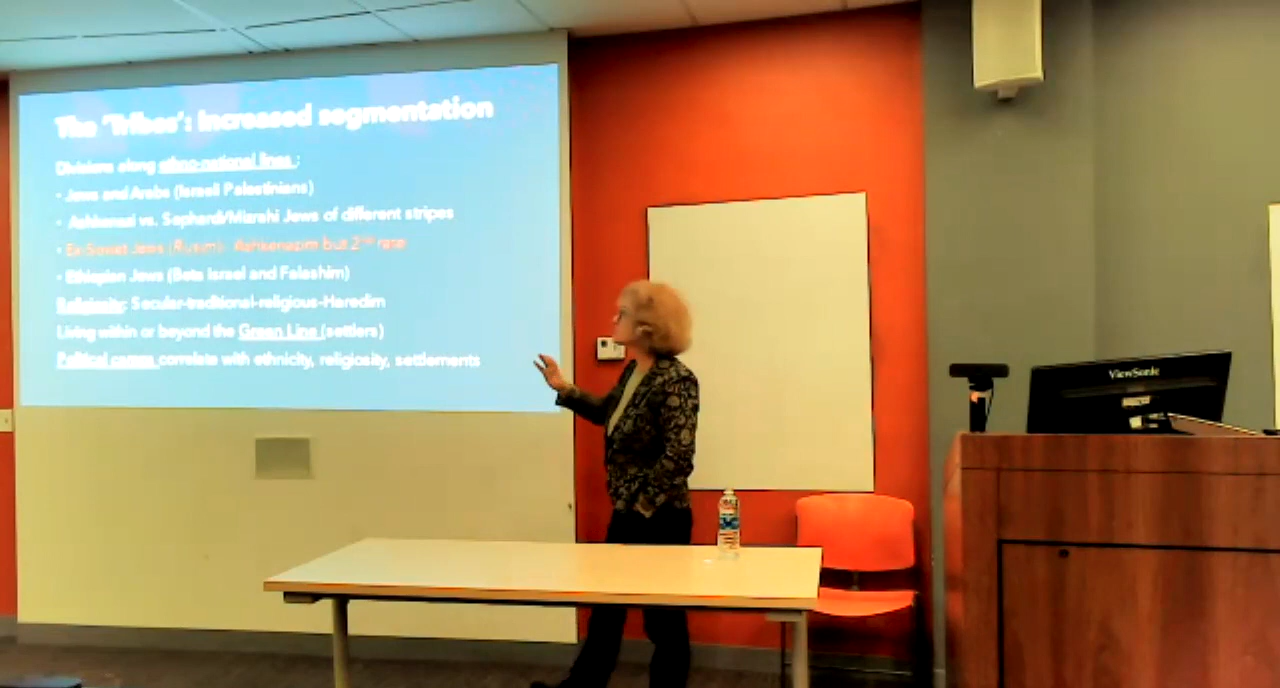 The 'Tribes': Increased segmentation
Divisions along ethno-national lines :
• Jews and Arabs (Israeli Palestinians)
• Ashkenazi vs. Sephardi/Mizrahi Jews of different stripes
• Ex-Soviet Jews (Rusim): Ashkenazim but 2nd rate
• Ethiopian Jews (Beta Israel and Falashim)
Religiosity: Secular-traditional-religious-Haredim
Living within or beyond the Green Line (settlers)
Political camps correlate with ethnicity, religiosity, settlements
ViewSonic